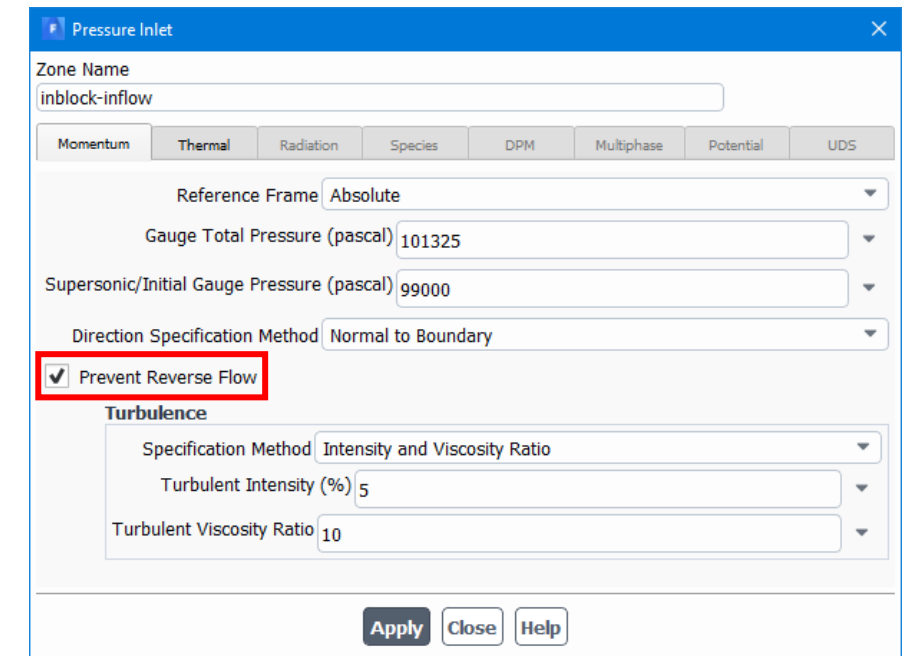 Pressure Inlet
Zone Name
inblock-inflow
Momentum Thermal Radiation Species DPM Multiphase Potential UDS
Reference Frame Absolute
Gauge Total Pressure (pascal) 101325
Supersonic/Initial Gauge Pressure (pascal) 99000
Direction Specification Method Normal to Boundary
Prevent Reverse Flow
Turbulence
Specification Method Intensity and Viscosity Ratio
Turbulent Intensity (%) 5
Turbulent Viscosity Ratio 10
Apply Close Help